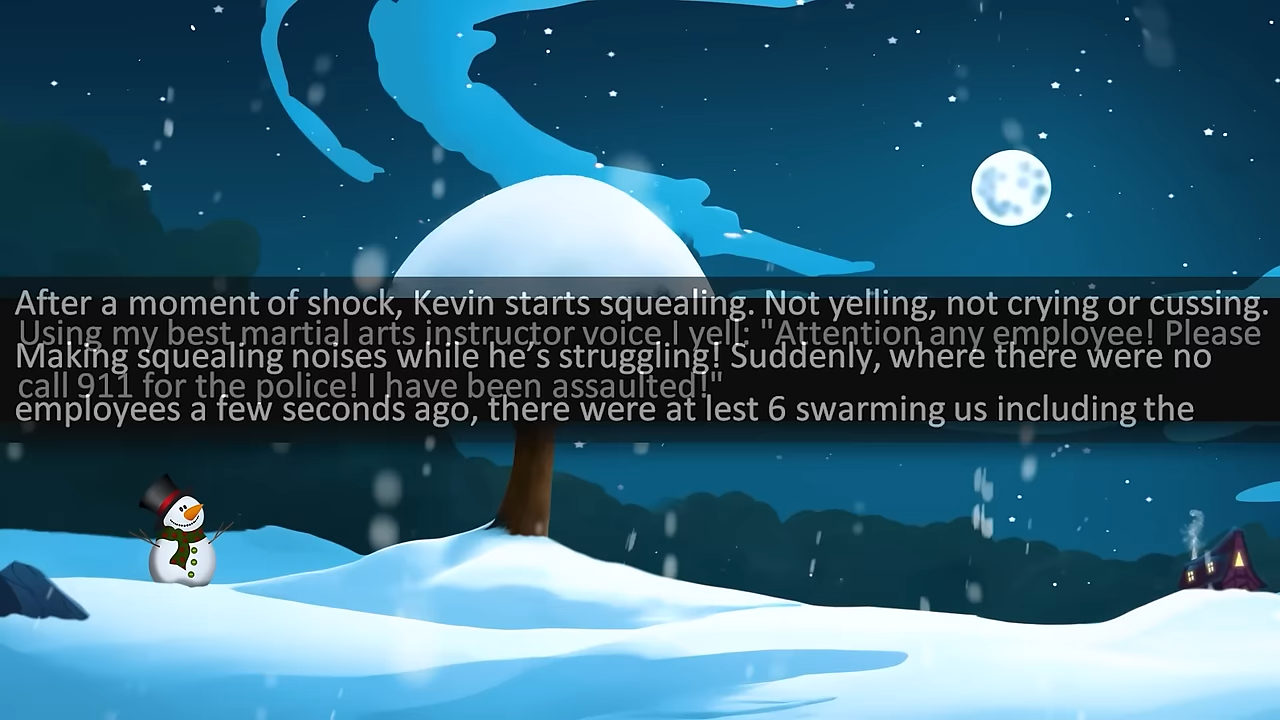 After a moment of shock, Kevin starts squealing. Not yelling, not crying or cussing.
Using my best martial arts instructor voice I yell: "Attention any employee! Please
Making squealing noises while he's struggling! Suddenly, where there were no
call 911 for the police! I have been assaulted!"
employees a few seconds ago, there were at lest 6 swarming us including the